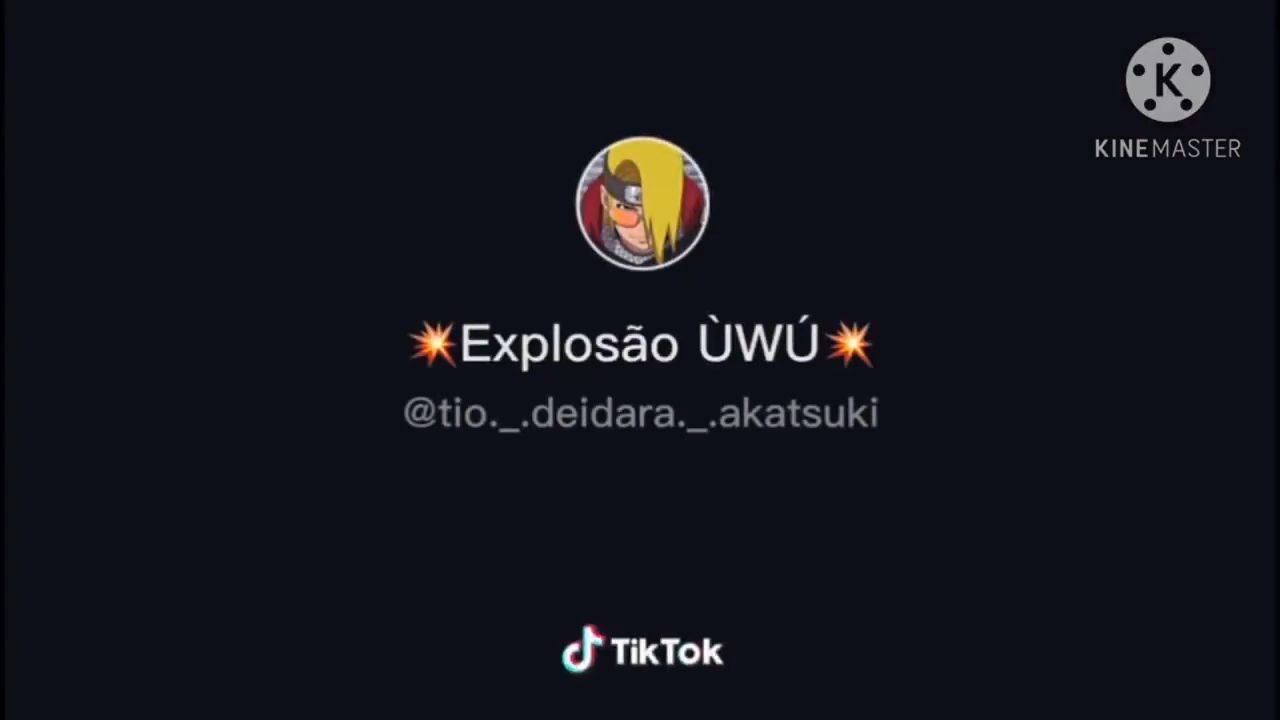 K
KINEMASTER
💥Explosão ÙWÚ💥
@tio._.deidara._.akatsuki
TikTok